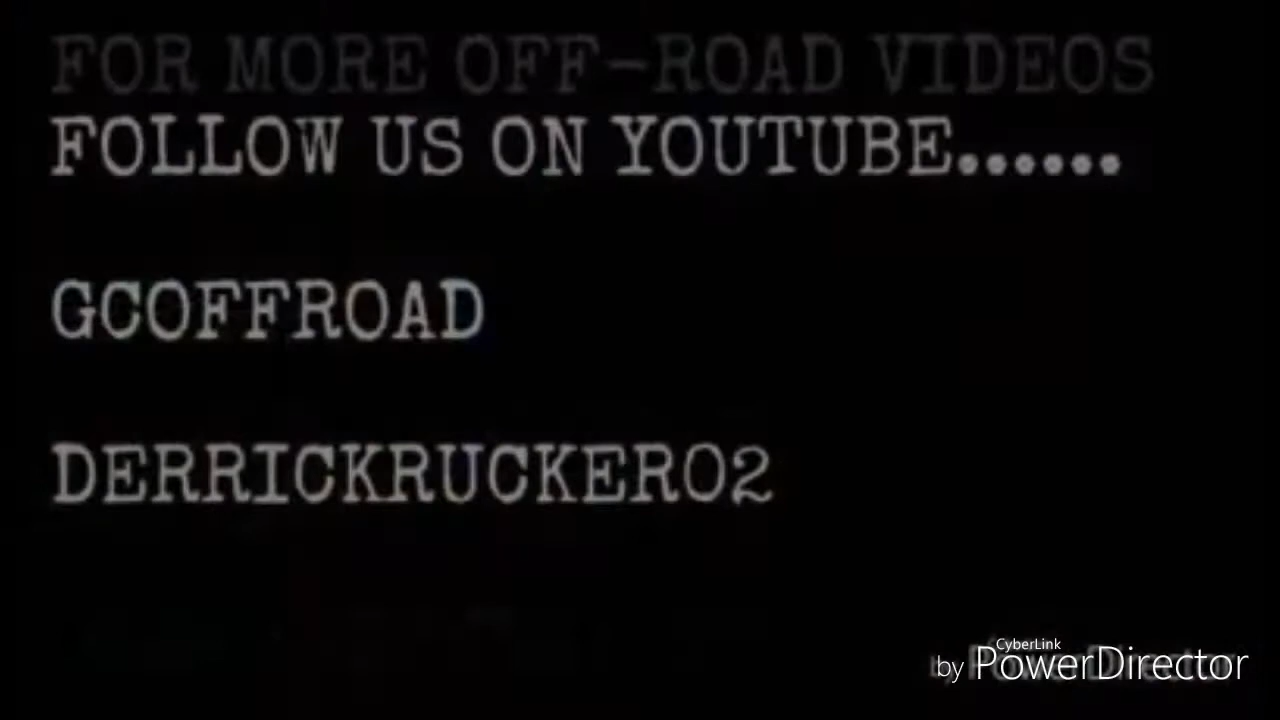 FOR MORE OFF-ROAD VIDEOS
FOLLOW US ON YOUTUBE......
GCOFFROAD
DERRICKRUCKER02
CyberLink
by PowerDirector